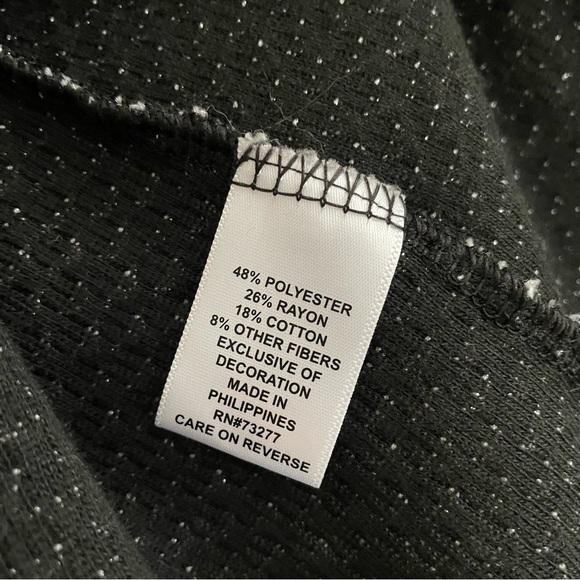 48% POLYESTER
26% RAYON
18% COTTON
8% OTHER FIBERS
EXCLUSIVE OF
DECORATION
MADE IN
PHILIPPINES
RN#73277
CARE ON REVERSE